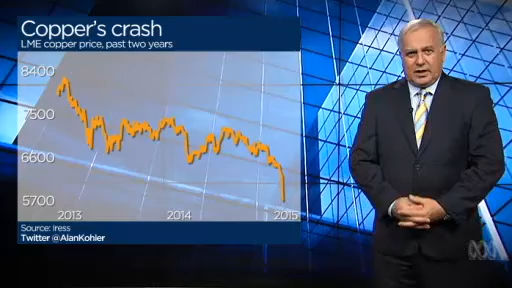 Copper's crash
LME copper price, past two years
8400
7500
6600
5700
2013
2014
2015
Source: Iress
Twitter @AlanKohler